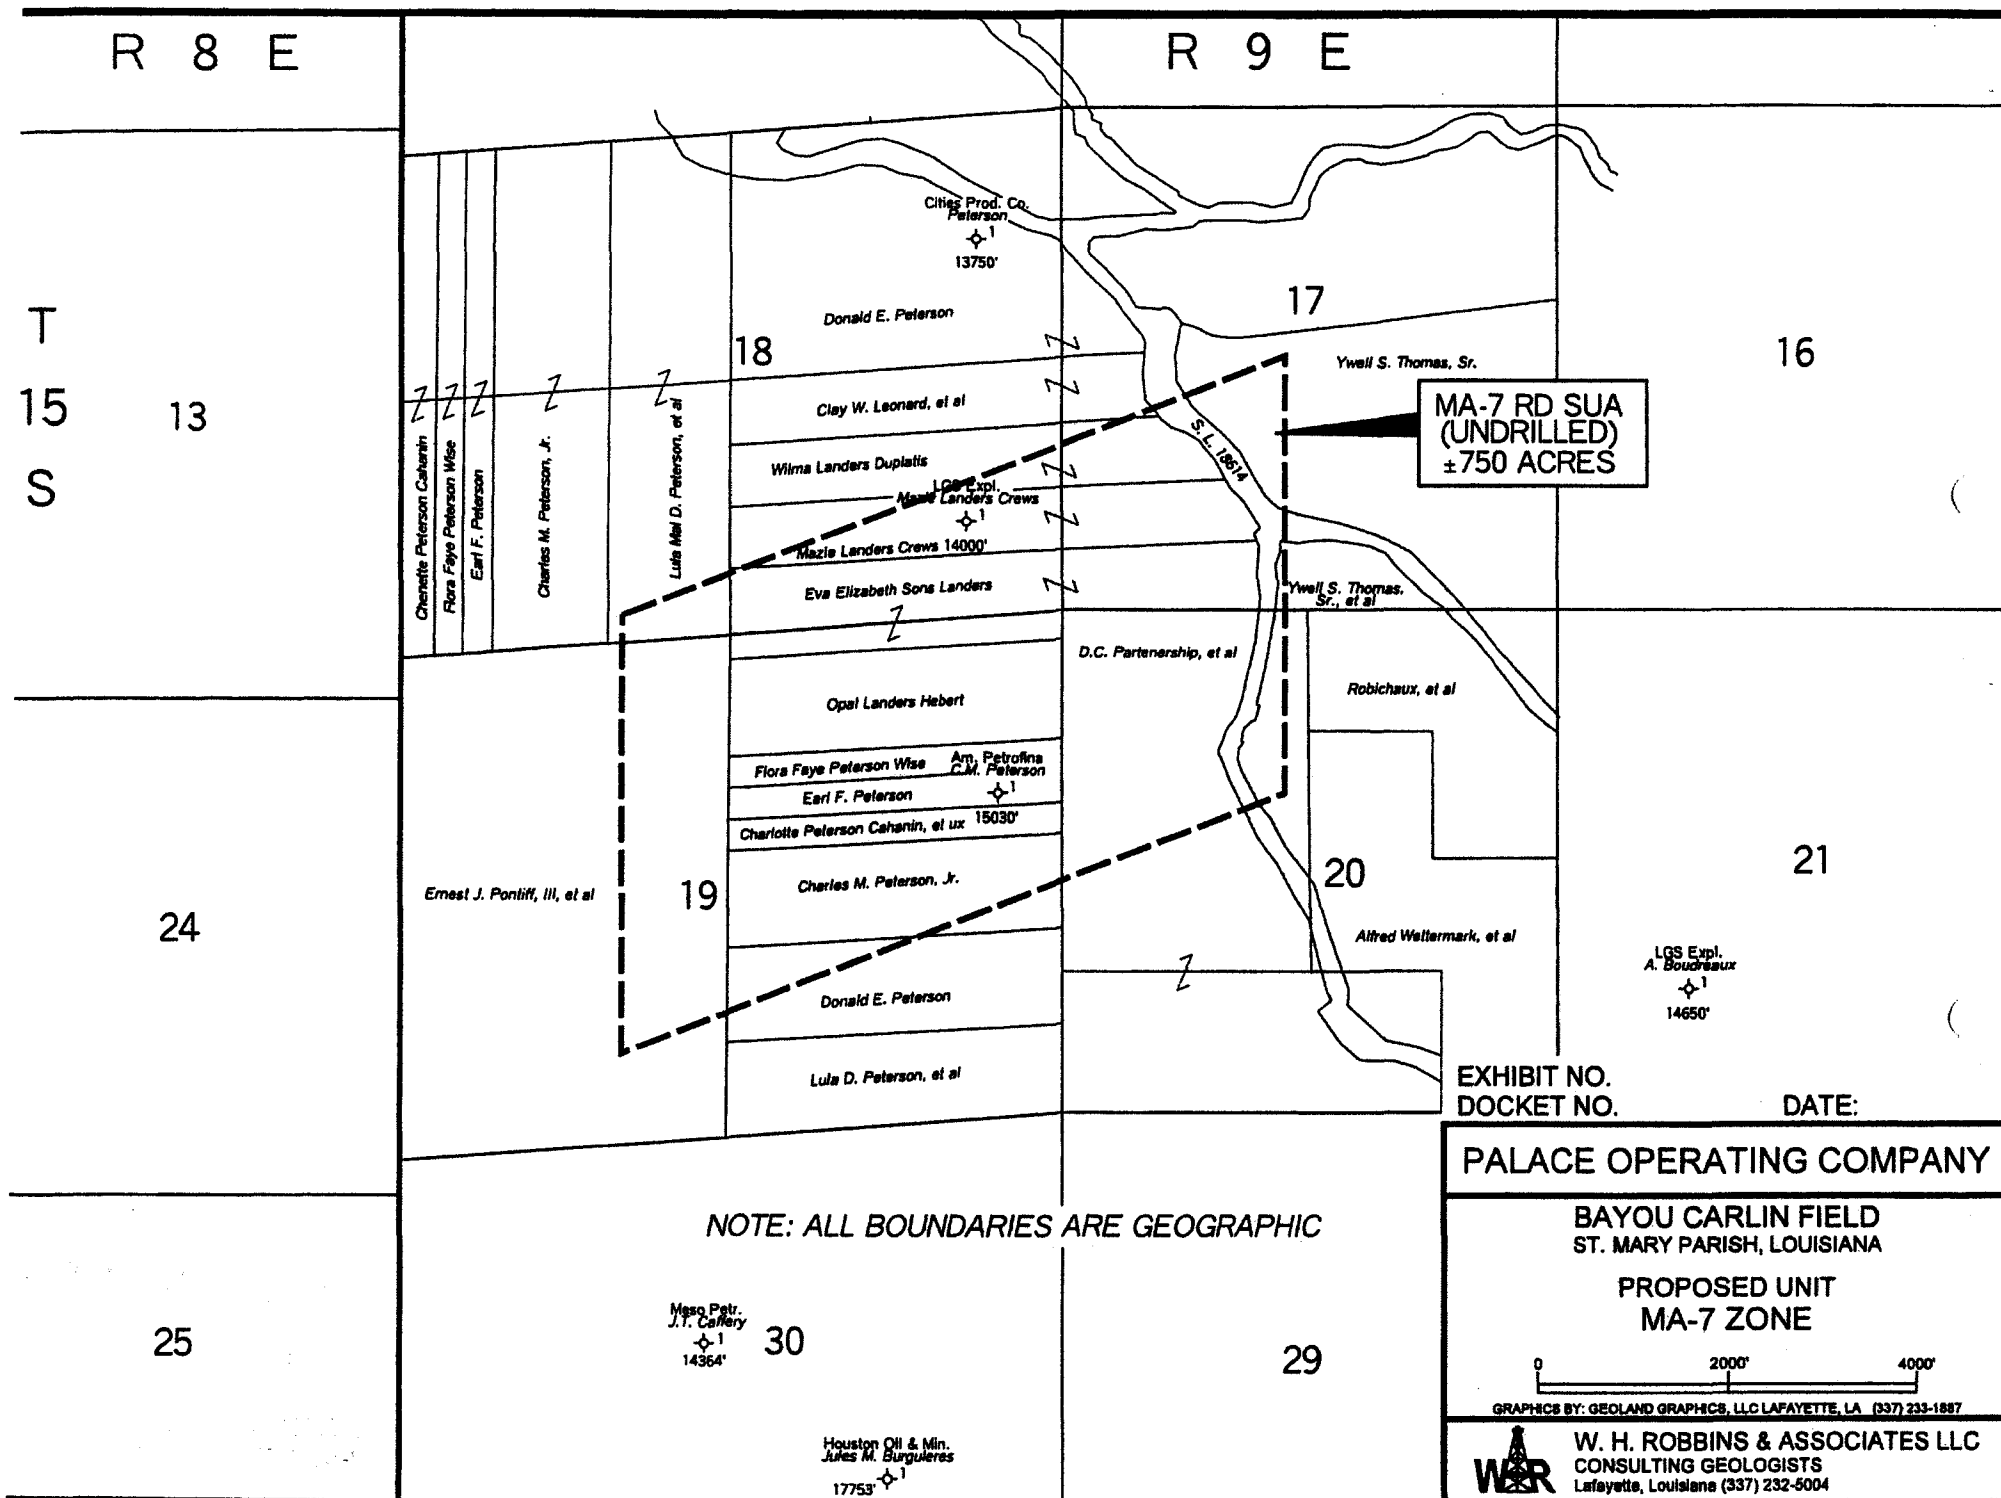 R 8 E
R 9 E
T
15
S
13
18
17
16
24
19
20
21
25
30
29
Cities Prod. Co.
Peterson
1
13750'
Donald E. Peterson
Clay W. Leonard, et al
Wilma Landers Duplatis
LGS Expl.
Mazie Landers Crews
1
Mazie Landers Crews 14000'
Eva Elizabeth Sons Landers
Chenette Peterson Cahanin
Flora Faye Peterson Wise
Earl F. Peterson
Charles M. Peterson, Jr.
Lula Mai D. Peterson, et al
Ywell S. Thomas, Sr.
MA-7 RD SUA
(UNDRILLED)
±750 ACRES
S. L. 18614
Ywell S. Thomas,
Sr., et al
D.C. Partenership, et al
Robichaux, et al
Opal Landers Hebert
Flora Faye Peterson Wise
Am. Petrofina
C.M. Peterson
1
15030'
Earl F. Peterson
Charlotte Peterson Cahanin, et ux
Charles M. Peterson, Jr.
Ernest J. Pontiff, III, et al
Donald E. Peterson
Lula D. Peterson, et al
Alfred Weltermark, et al
LGS Expl.
A. Boudreaux
1
14650'
NOTE: ALL BOUNDARIES ARE GEOGRAPHIC
Meso Petr.
J.T. Caffery
1
14364'
Houston Oil & Min.
Jules M. Burguieres
1
17753'
EXHIBIT NO.
DOCKET NO. DATE:
PALACE OPERATING COMPANY
BAYOU CARLIN FIELD
ST. MARY PARISH, LOUISIANA
PROPOSED UNIT
MA-7 ZONE
0 2000' 4000'
GRAPHICS BY: GEOLAND GRAPHICS, LLC LAFAYETTE, LA (337) 233-1887
W R
W. H. ROBBINS & ASSOCIATES LLC
CONSULTING GEOLOGISTS
Lafayette, Louisiana (337) 232-5004